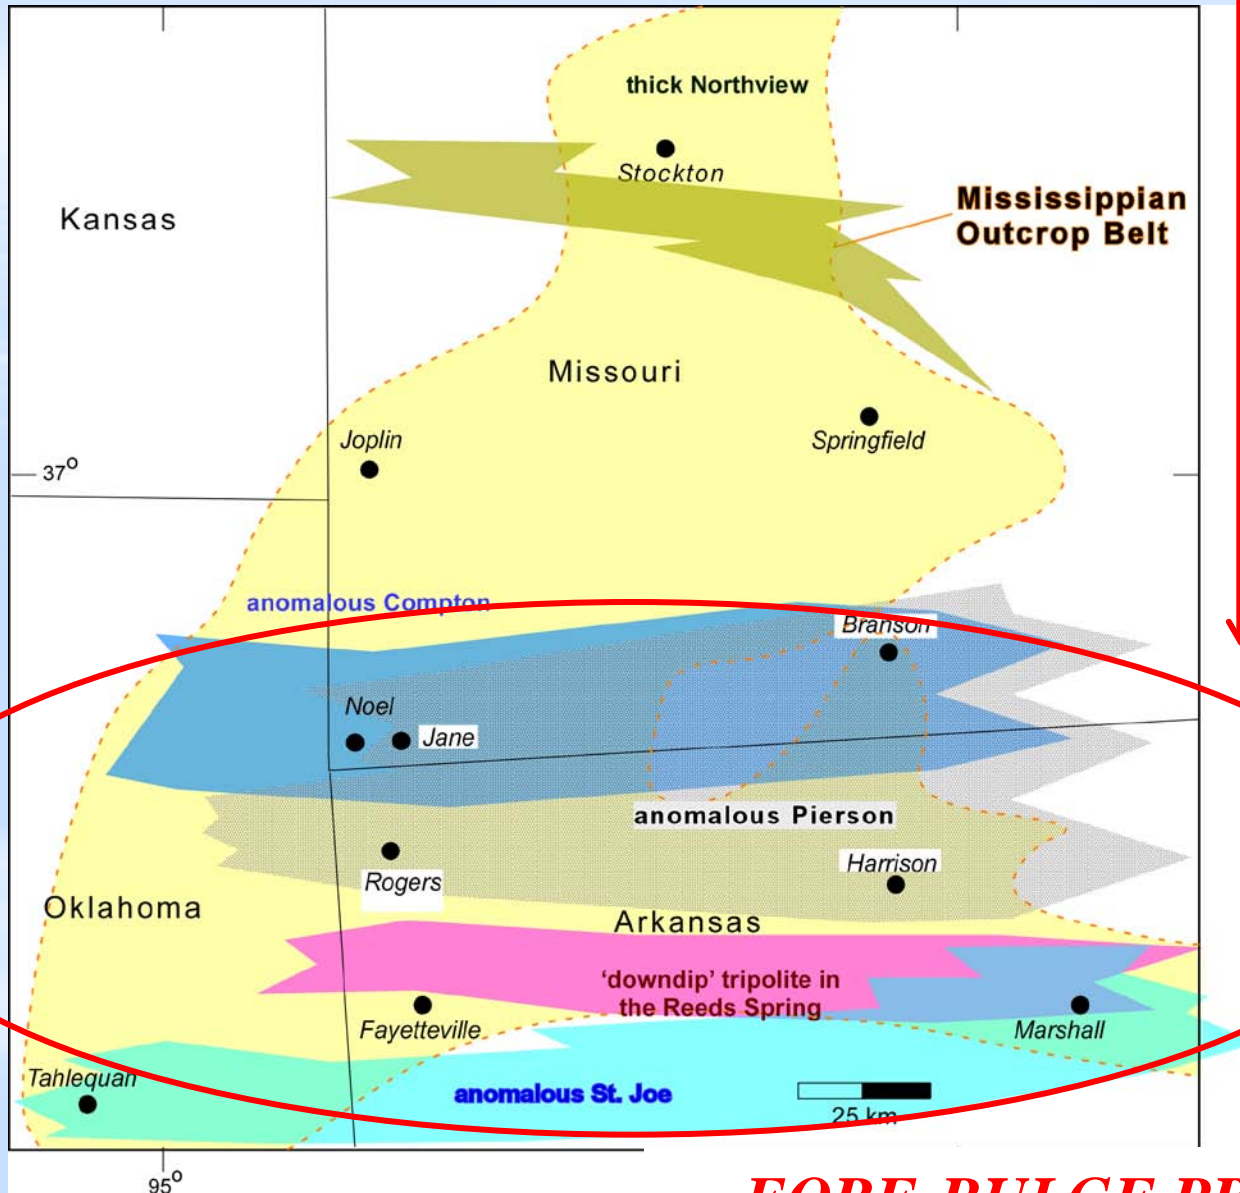 thick Northview
Stockton
Mississippian
Outcrop Belt
Kansas
Missouri
Joplin
Springfield
37°
anomalous Compton
Branson
Noel
Jane
anomalous Pierson
Harrison
Rogers
Oklahoma
Arkansas
'downdip' tripolite in
the Reeds Spring
Fayetteville
Marshall
Tahlequah
anomalous St. Joe
25 km
95°